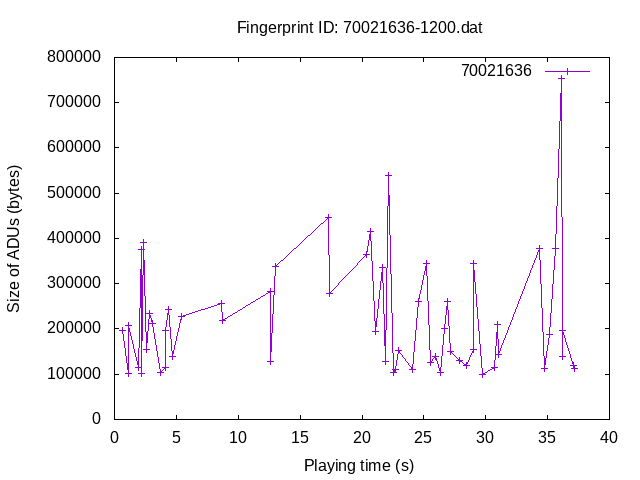 Fingerprint ID: 70021636-1200.dat
70021636
Size of ADUs (bytes)
800000
700000
600000
500000
400000
300000
200000
100000
0
0 5 10 15 20 25 30 35 40
Playing time (s)